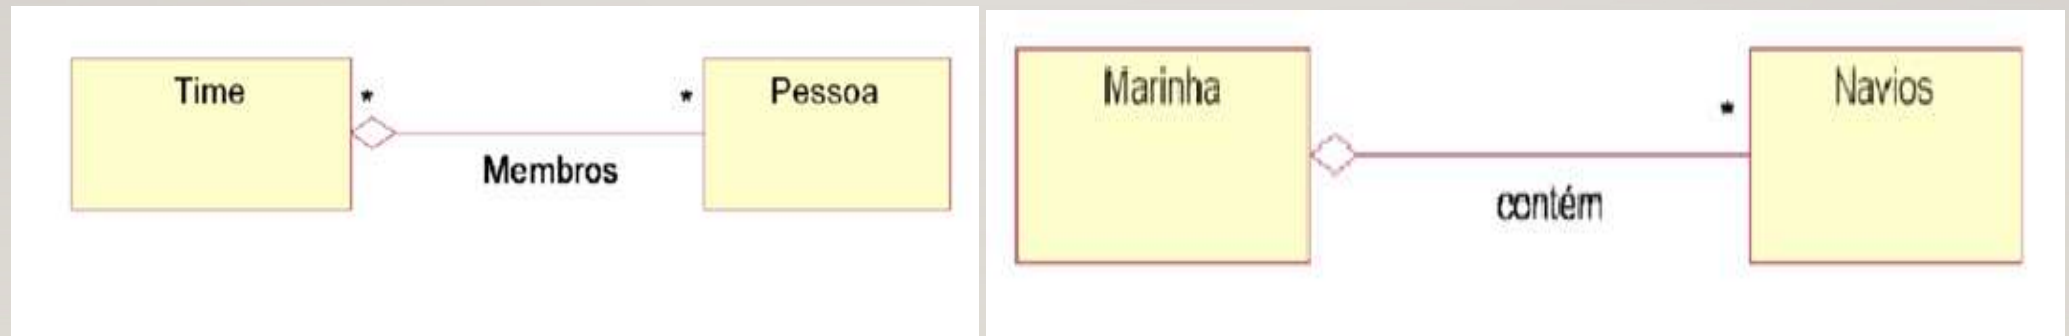 Time
*
*
Pessoa
Membros
Marinha
*
Navios
contém